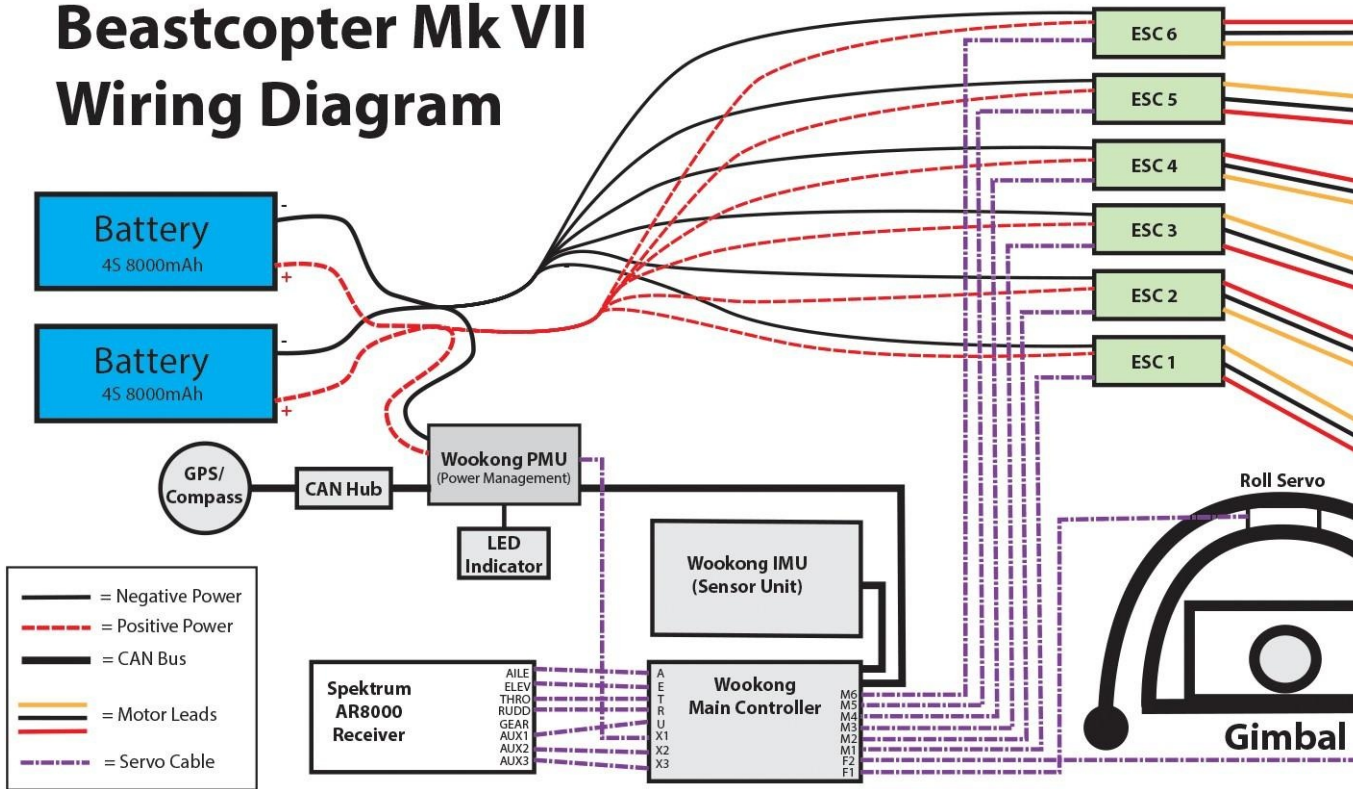 Beastcopter Mk VII
Wiring Diagram
Battery
4S 8000mAh
-
+
Battery
4S 8000mAh
-
+
-
ESC 6
ESC 5
ESC 4
ESC 3
ESC 2
ESC 1
GPS/
Compass
CAN Hub
Wookong PMU
(Power Management)
LED
Indicator
Wookong IMU
(Sensor Unit)
Roll Servo
Gimbal
= Negative Power
= Positive Power
= CAN Bus
= Motor Leads
= Servo Cable
Spektrum
AR8000
Receiver
AILE
ELEV
THRO
RUDD
GEAR
AUX1
AUX2
AUX3
Wookong
Main Controller
A
E
T
R
U
X1
X2
X3
M6
M5
M4
M3
M2
M1
F2
F1